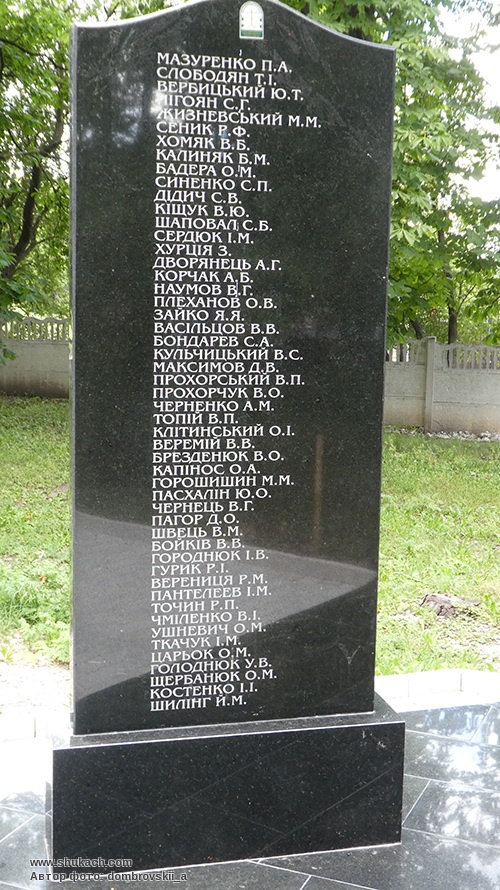 МАЗУРЕНКО П.А.
СЛОБОДЯН Т.І.
ВЕРБИЦЬКИЙ Ю.Т.
НІГОЯН С.Г.
ЖИЗНЕВСЬКИЙ М.М.
СЕНИК Р.Ф.
ХОМЯК В.Б.
КАЛИНЯК Б.М.
БАДЕРА О.М.
СИНЕНКО С.П.
ДІДИЧ С.В.
КІЩУК В.Ю.
ШАПОВАЛ С.Б.
СЕРДЮК І.М.
ХУРЦІЯ З.
ДВОРЯНЕЦЬ А.Г.
КОРЧАК А.Б.
НАУМОВ В.Г.
ПЛЕХАНОВ О.В.
ЗАЙКО Я.Я.
ВАСІЛЬЦОВ В.В.
БОНДАРЕВ С.А.
КУЛЬЧИЦЬКИЙ В.С.
МАКСИМОВ Д.В.
ПРОХОРСЬКИЙ В.П.
ПРОХОРЧУК В.О.
ЧЕРНЕНКО А.М.
ТОПІЙ В.П.
КЛІТИНСЬКИЙ О.І.
ВЕРЕМІЙ В.В.
БРЕЗДЕНЮК В.О.
КАПІНОС О.А.
ГОРОШИШИН М.М.
ПАСХАЛІН Ю.О.
ЧЕРНЕЦЬ В.Г.
ПАГОР Д.О.
ШВЕЦЬ В.М.
БОЙКІВ В.В.
ГОРОДНЮК І.В.
ГУРИК Р.І.
ВЕРЕНИЦЯ Р.М.
ПАНТЕЛЕЕВ І.М.
ТОЧИН Р.П.
ЧМІЛЕНКО В.І.
УШНЕВИЧ О.М.
ТКАЧУК І.М.
ЦАРЬОК О.М.
ГОЛОДНЮК У.В.
ЩЕРБАНЮК О.М.
КОСТЕНКО І.І.
ШИЛІНГ Й.М.
www.shukach.com
Автор фото: dombrovskii_a